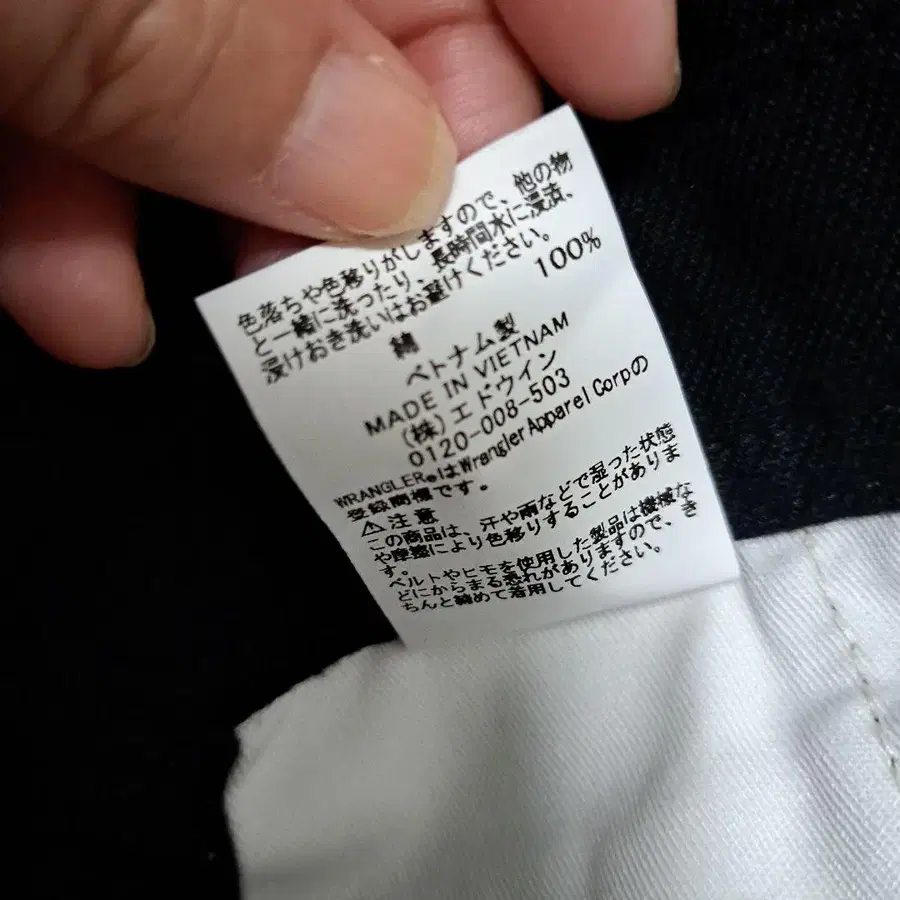 色落ちや色移りがしますので、他の物
と一緒に洗ったり、長時間水に浸漬、
浸けおき洗いはお避けください。
綿 100%
ベトナム製
MADE IN VIETNAM
(株)エドウイン
0120-008-503
WRANGLER®はWrangler Apparel Corpの
登録商標です。
⚠注意
この商品は、汗や雨などで湿った状態
や摩擦により色移りすることがありま
す。
ベルトやヒモを使用した製品は機械な
どにからまる恐れがありますので、き
ちんと締めて着用してください。